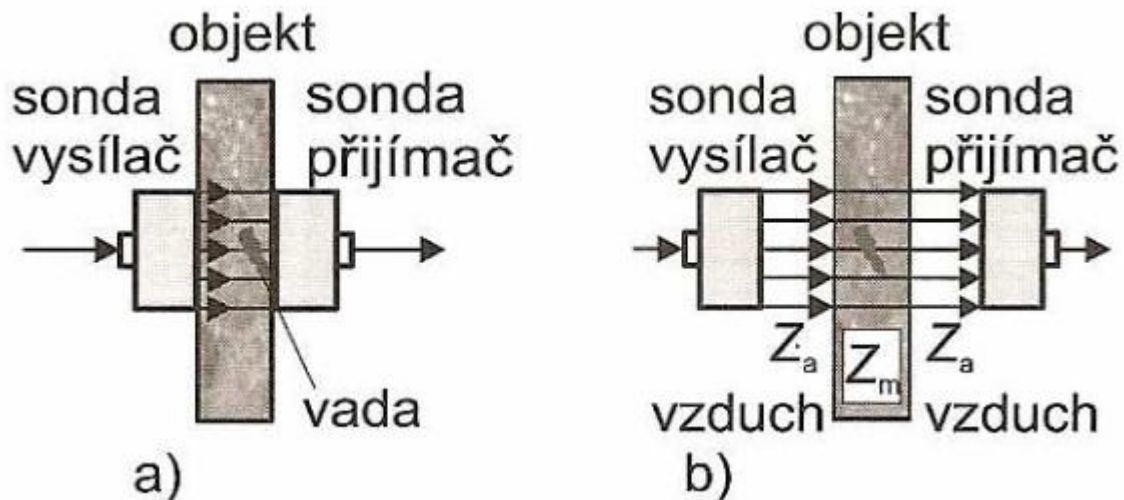 objekt
sonda
vysílač
sonda
přijímač
vada
a)
objekt
sonda
vysílač
sonda
přijímač
Za
Zm
Za
vzduch
vzduch
b)